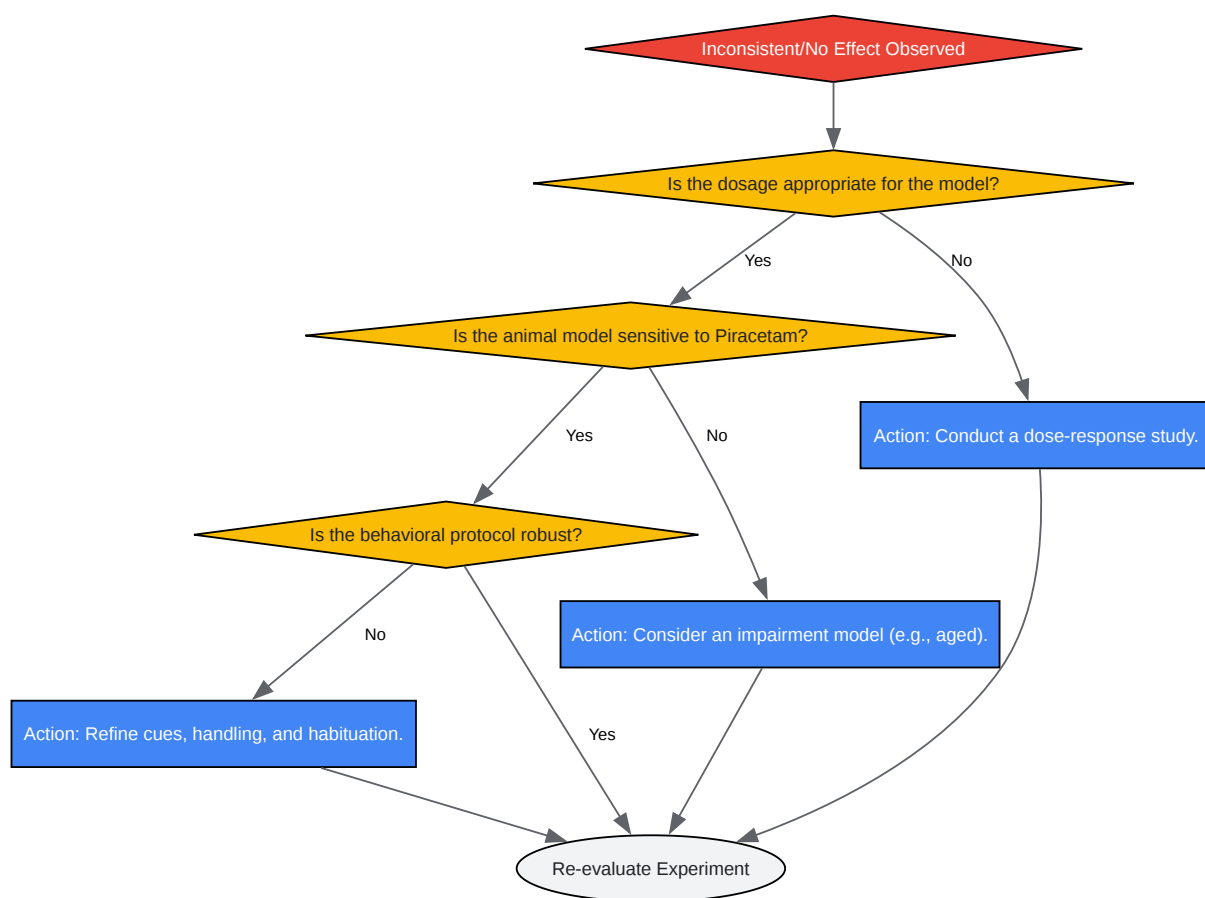 Inconsistent/No Effect Observed
Is the dosage appropriate for the model?
Yes
No
Is the animal model sensitive to Piracetam?
Yes
No
Action: Conduct a dose-response study.
Is the behavioral protocol robust?
No
Action: Consider an impairment model (e.g., aged).
Action: Refine cues, handling, and habituation.
Yes
Re-evaluate Experiment